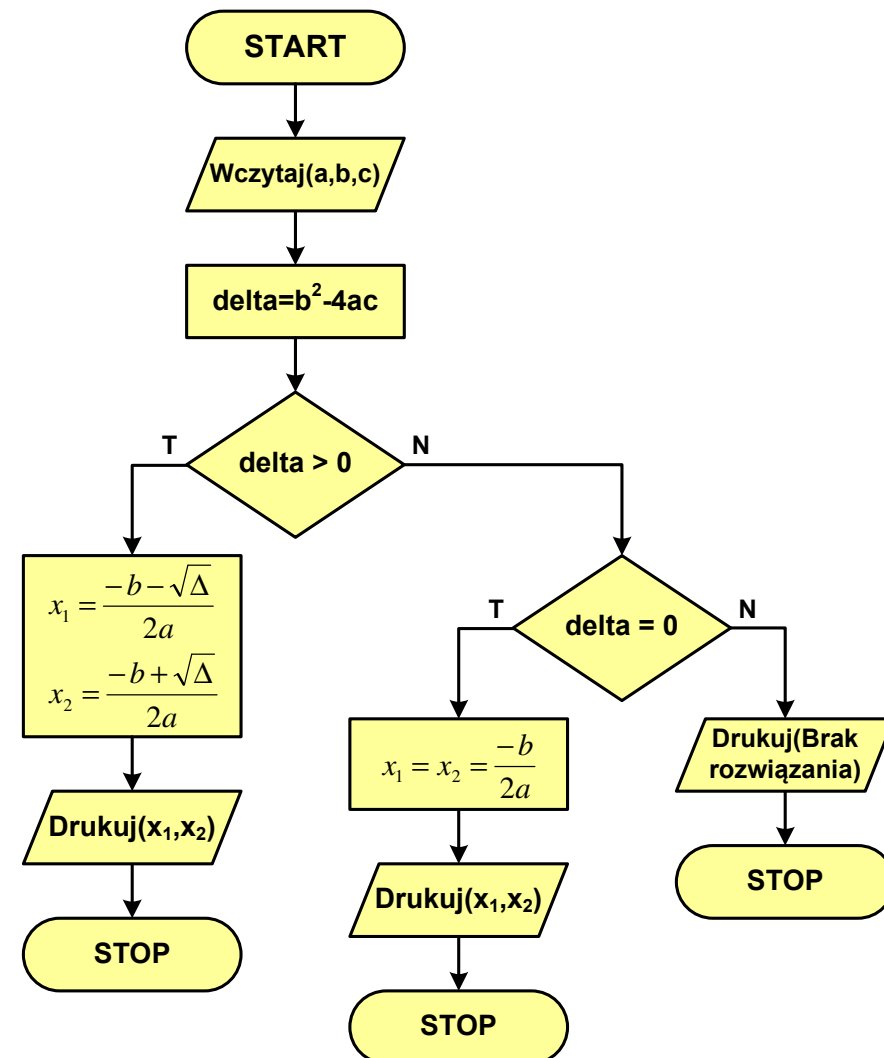 START
Wczytaj(a,b,c)
delta=b²-4ac
delta > 0
T
N
x₁ = (-b - √Δ) / 2a
x₂ = (-b + √Δ) / 2a
Drukuj(x₁,x₂)
STOP
delta = 0
T
N
x₁ = x₂ = -b / 2a
Drukuj(x₁,x₂)
STOP
Drukuj(Brak
rozwiązania)
STOP